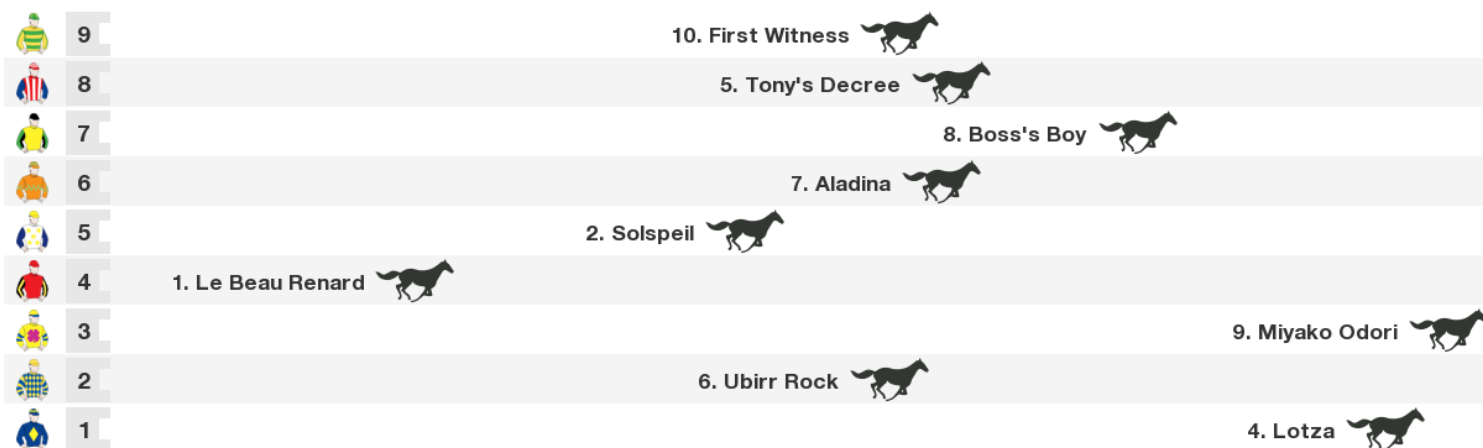 9 10. First Witness
8 5. Tony's Decree
7 8. Boss's Boy
6 7. Aladina
5 2. Solspeil
4 1. Le Beau Renard
3 9. Miyako Odori
2 6. Ubirr Rock
1 4. Lotza